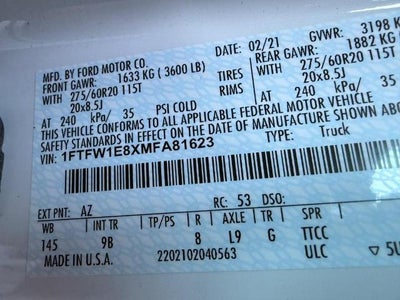 MFD. BY FORD MOTOR CO. 02/21 GVWR: 3198 K
FRONT GAWR: 1633 KG ( 3600 LB) REAR GAWR: 1882 KG
WITH 275/60R20 115T TIRES WITH 275/60R20 115T
20x8.5J RIMS 20x8.5J
AT 240 kPa/ 35 PSI COLD AT 240 kPa/ 35
THIS VEHICLE CONFORMS TO ALL APPLICABLE FEDERAL MOTOR VEH
SAFETY STANDARDS IN EFFECT ON THE DATE OF MANUFACTURE SHOWN ABO
VIN: 1FTFW1E8XMFA81623 TYPE: Truck
EXT PNT: AZ RC: 53 DSO:
WB INT TR TP/PS R AXLE TR SPR
145 9B 8 L9 G TTCC
MADE IN U.S.A. 2202102040563 ULC ▽ 5U